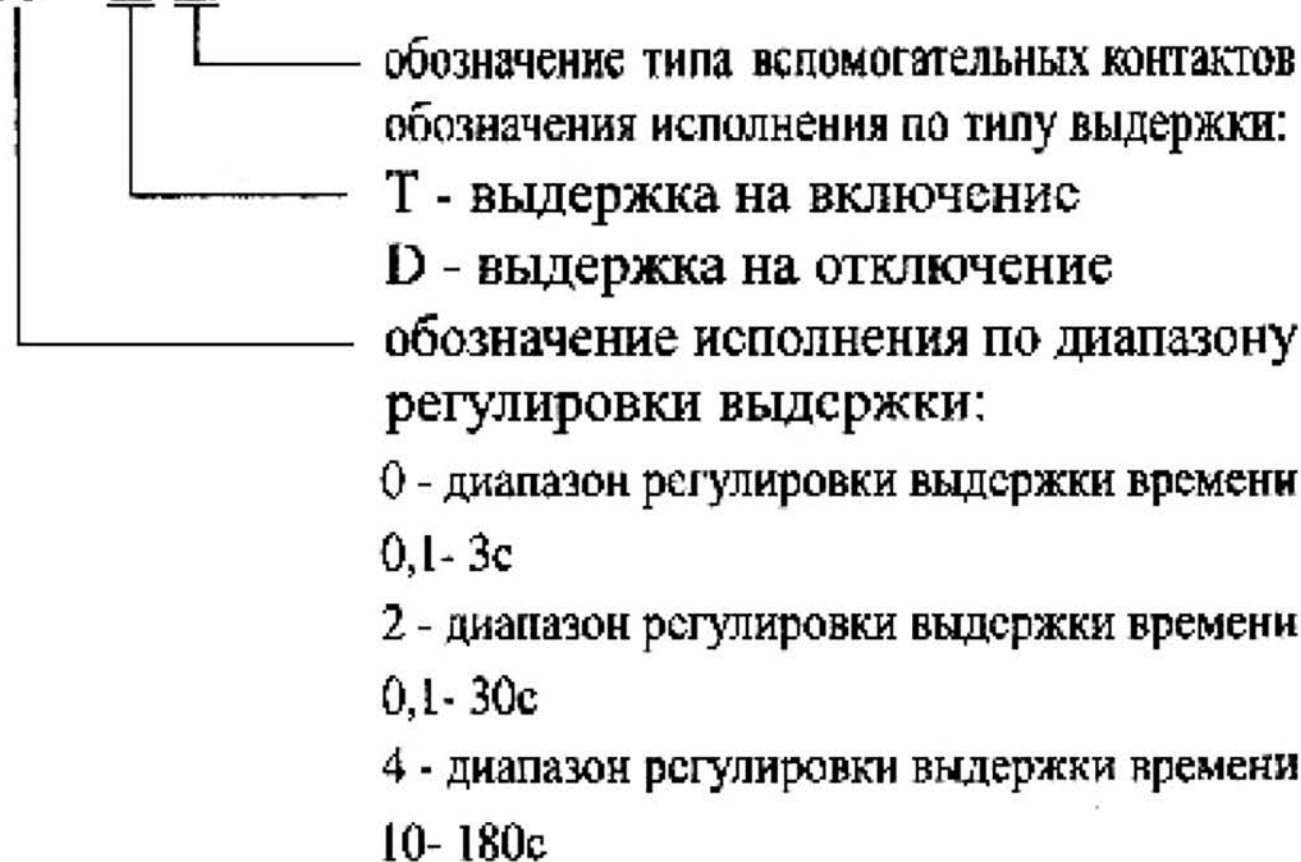 обозначение типа вспомогательных контактов
обозначения исполнения по типу выдержки:
T - выдержка на включение
D - выдержка на отключение
обозначение исполнения по диапазону
регулировки выдержки:
0 - диапазон регулировки выдержки времени
0,1- 3с
2 - диапазон регулировки выдержки времени
0,1- 30с
4 - диапазон регулировки выдержки времени
10- 180с